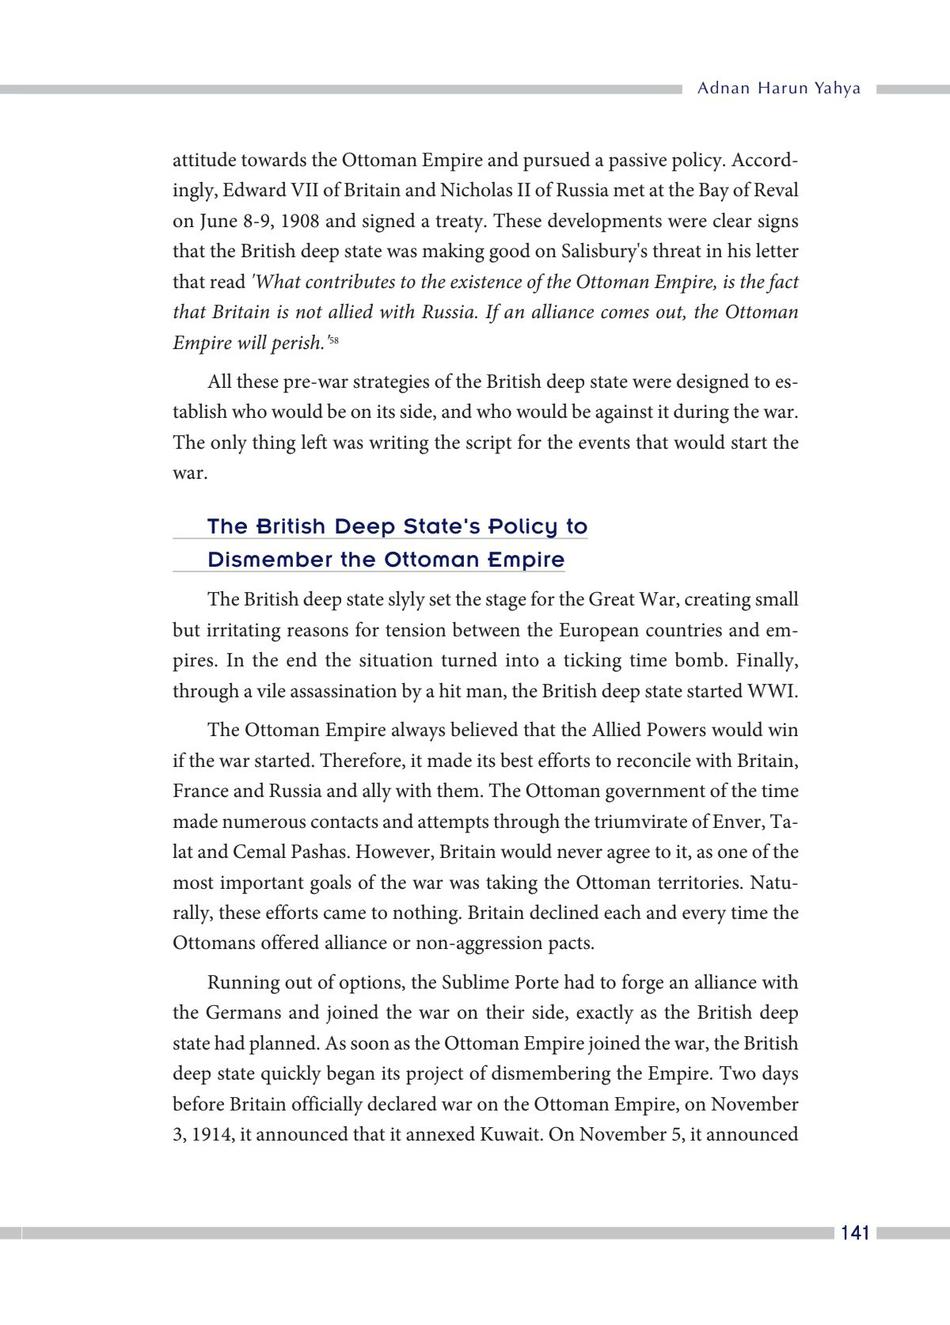 Adnan Harun Yahya
attitude towards the Ottoman Empire and pursued a passive policy. Accord-
ingly, Edward VII of Britain and Nicholas II of Russia met at the Bay of Reval
on June 8-9, 1908 and signed a treaty. These developments were clear signs
that the British deep state was making good on Salisbury's threat in his letter
that read 'What contributes to the existence of the Ottoman Empire, is the fact
that Britain is not allied with Russia. If an alliance comes out, the Ottoman
Empire will perish.'58
All these pre-war strategies of the British deep state were designed to es-
tablish who would be on its side, and who would be against it during the war.
The only thing left was writing the script for the events that would start the
war.
The British Deep State's Policy to
Dismember the Ottoman Empire
The British deep state slyly set the stage for the Great War, creating small
but irritating reasons for tension between the European countries and em-
pires. In the end the situation turned into a ticking time bomb. Finally,
through a vile assassination by a hit man, the British deep state started WWI.
The Ottoman Empire always believed that the Allied Powers would win
if the war started. Therefore, it made its best efforts to reconcile with Britain,
France and Russia and ally with them. The Ottoman government of the time
made numerous contacts and attempts through the triumvirate of Enver, Ta-
lat and Cemal Pashas. However, Britain would never agree to it, as one of the
most important goals of the war was taking the Ottoman territories. Natu-
rally, these efforts came to nothing. Britain declined each and every time the
Ottomans offered alliance or non-aggression pacts.
Running out of options, the Sublime Porte had to forge an alliance with
the Germans and joined the war on their side, exactly as the British deep
state had planned. As soon as the Ottoman Empire joined the war, the British
deep state quickly began its project of dismembering the Empire. Two days
before Britain officially declared war on the Ottoman Empire, on November
3, 1914, it announced that it annexed Kuwait. On November 5, it announced
141